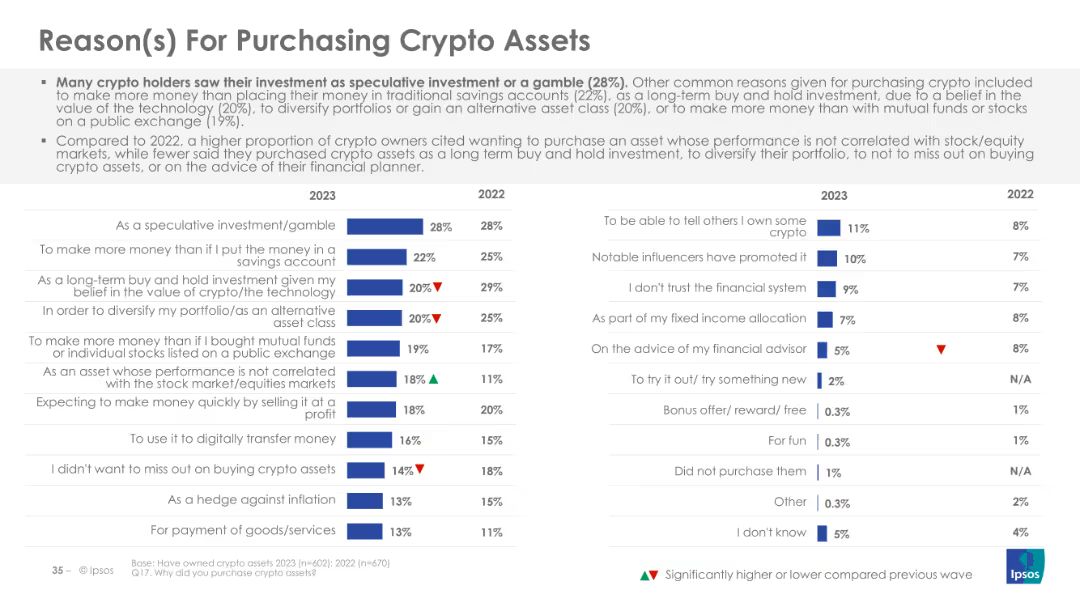 Reason(s) For Purchasing Crypto Assets
▪ Many crypto holders saw their investment as speculative investment or a gamble (28%). Other common reasons given for purchasing crypto included
to make more money than placing their money in traditional savings accounts (22%), as a long-term buy and hold investment, due to a belief in the
value of the technology (20%), to diversify portfolios or gain an alternative asset class (20%), or to make more money than with mutual funds or stocks
on a public exchange (19%).
▪ Compared to 2022, a higher proportion of crypto owners cited wanting to purchase an asset whose performance is not correlated with stock/equity
markets, while fewer said they purchased crypto assets as a long term buy and hold investment, to diversify their portfolio, to not to miss out on buying
crypto assets, or on the advice of their financial planner.
2023 2022
As a speculative investment/gamble 28% 28%
To make more money than if I put the money in a
savings account 22% 25%
As a long-term buy and hold investment given my
belief in the value of crypto/the technology 20% ▼ 29%
In order to diversify my portfolio/as an alternative
asset class 20% ▼ 25%
To make more money than if I bought mutual funds
or individual stocks listed on a public exchange 19% 17%
As an asset whose performance is not correlated
with the stock market/equities markets 18% ▲ 11%
Expecting to make money quickly by selling it at a
profit 18% 20%
To use it to digitally transfer money 16% 15%
I didn't want to miss out on buying crypto assets 14% ▼ 18%
As a hedge against inflation 13% 15%
For payment of goods/services 13% 11%
2023 2022
To be able to tell others I own some
crypto 11% 8%
Notable influencers have promoted it 10% 7%
I don't trust the financial system 9% 7%
As part of my fixed income allocation 7% 8%
On the advice of my financial advisor 5% ▼ 8%
To try it out/ try something new 2% N/A
Bonus offer/ reward/ free 0.3% 1%
For fun 0.3% 1%
Did not purchase them 1% N/A
Other 0.3% 2%
I don't know 5% 4%
35 – © Ipsos
Base: Have owned crypto assets 2023 (n=602); 2022 (n=670)
Q17. Why did you purchase crypto assets?
▲▼ Significantly higher or lower compared previous wave
Ipsos